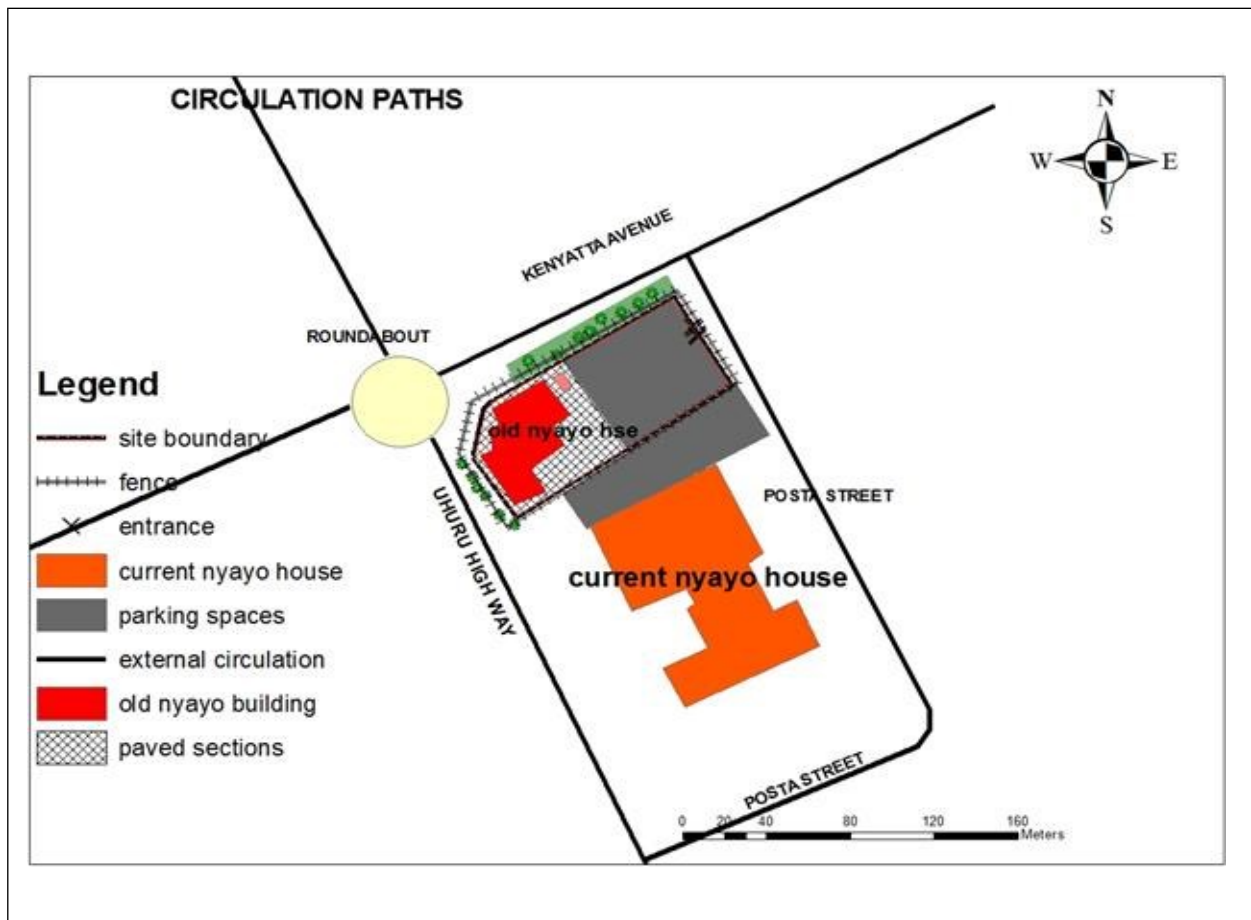 CIRCULATION PATHS
N
W E
S
KENYATTA AVENUE
ROUNDABOUT
Legend
site boundary
fence
entrance
current nyayo house
parking spaces
external circulation
old nyayo building
paved sections
old nyayo hse
UHURU HIGH WAY
POSTA STREET
current nyayo house
POSTA STREET
0 20 40 80 120 160
Meters